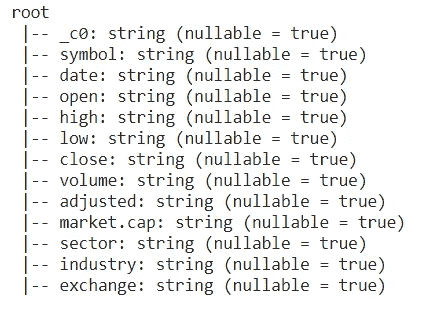 root
 |-- _c0: string (nullable = true)
 |-- symbol: string (nullable = true)
 |-- date: string (nullable = true)
 |-- open: string (nullable = true)
 |-- high: string (nullable = true)
 |-- low: string (nullable = true)
 |-- close: string (nullable = true)
 |-- volume: string (nullable = true)
 |-- adjusted: string (nullable = true)
 |-- market.cap: string (nullable = true)
 |-- sector: string (nullable = true)
 |-- industry: string (nullable = true)
 |-- exchange: string (nullable = true)